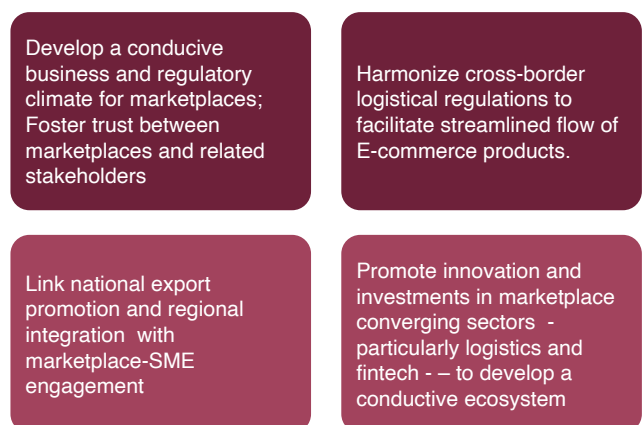 Develop a conducive
business and regulatory
climate for marketplaces;
Foster trust between
marketplaces and related
stakeholders
Harmonize cross-border
logistical regulations to
facilitate streamlined flow of
E-commerce products.
Link national export
promotion and regional
integration  with
marketplace-SME
engagement
Promote innovation and
investments in marketplace
converging sectors  -
particularly logistics and
fintech - – to develop a
conductive ecosystem